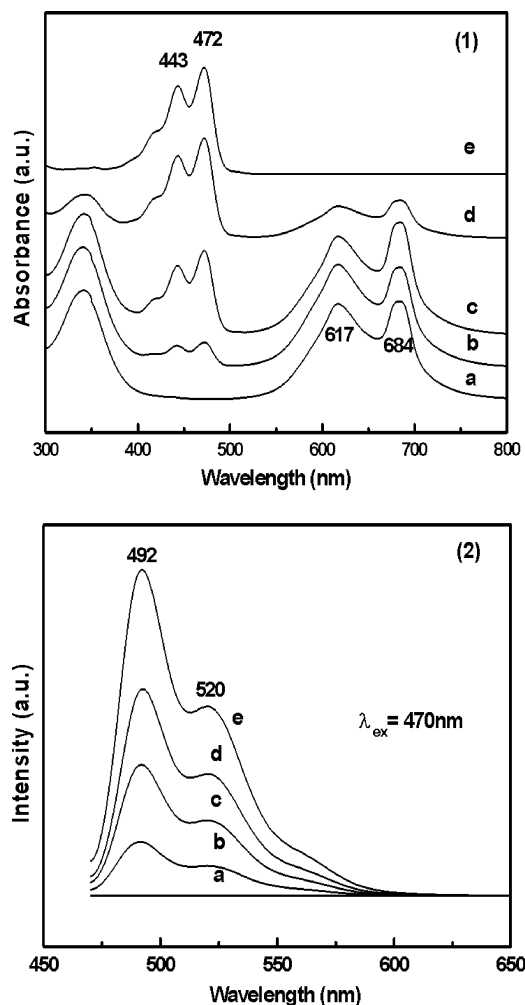 (1)
472
443
e
d
c
b
a
617
684
Absorbance (a.u.)
300 400 500 600 700 800
Wavelength (nm)
(2)
492
520
e
d
c
b
a
λex = 470nm
Intensity (a.u.)
450 500 550 600 650
Wavelength (nm)